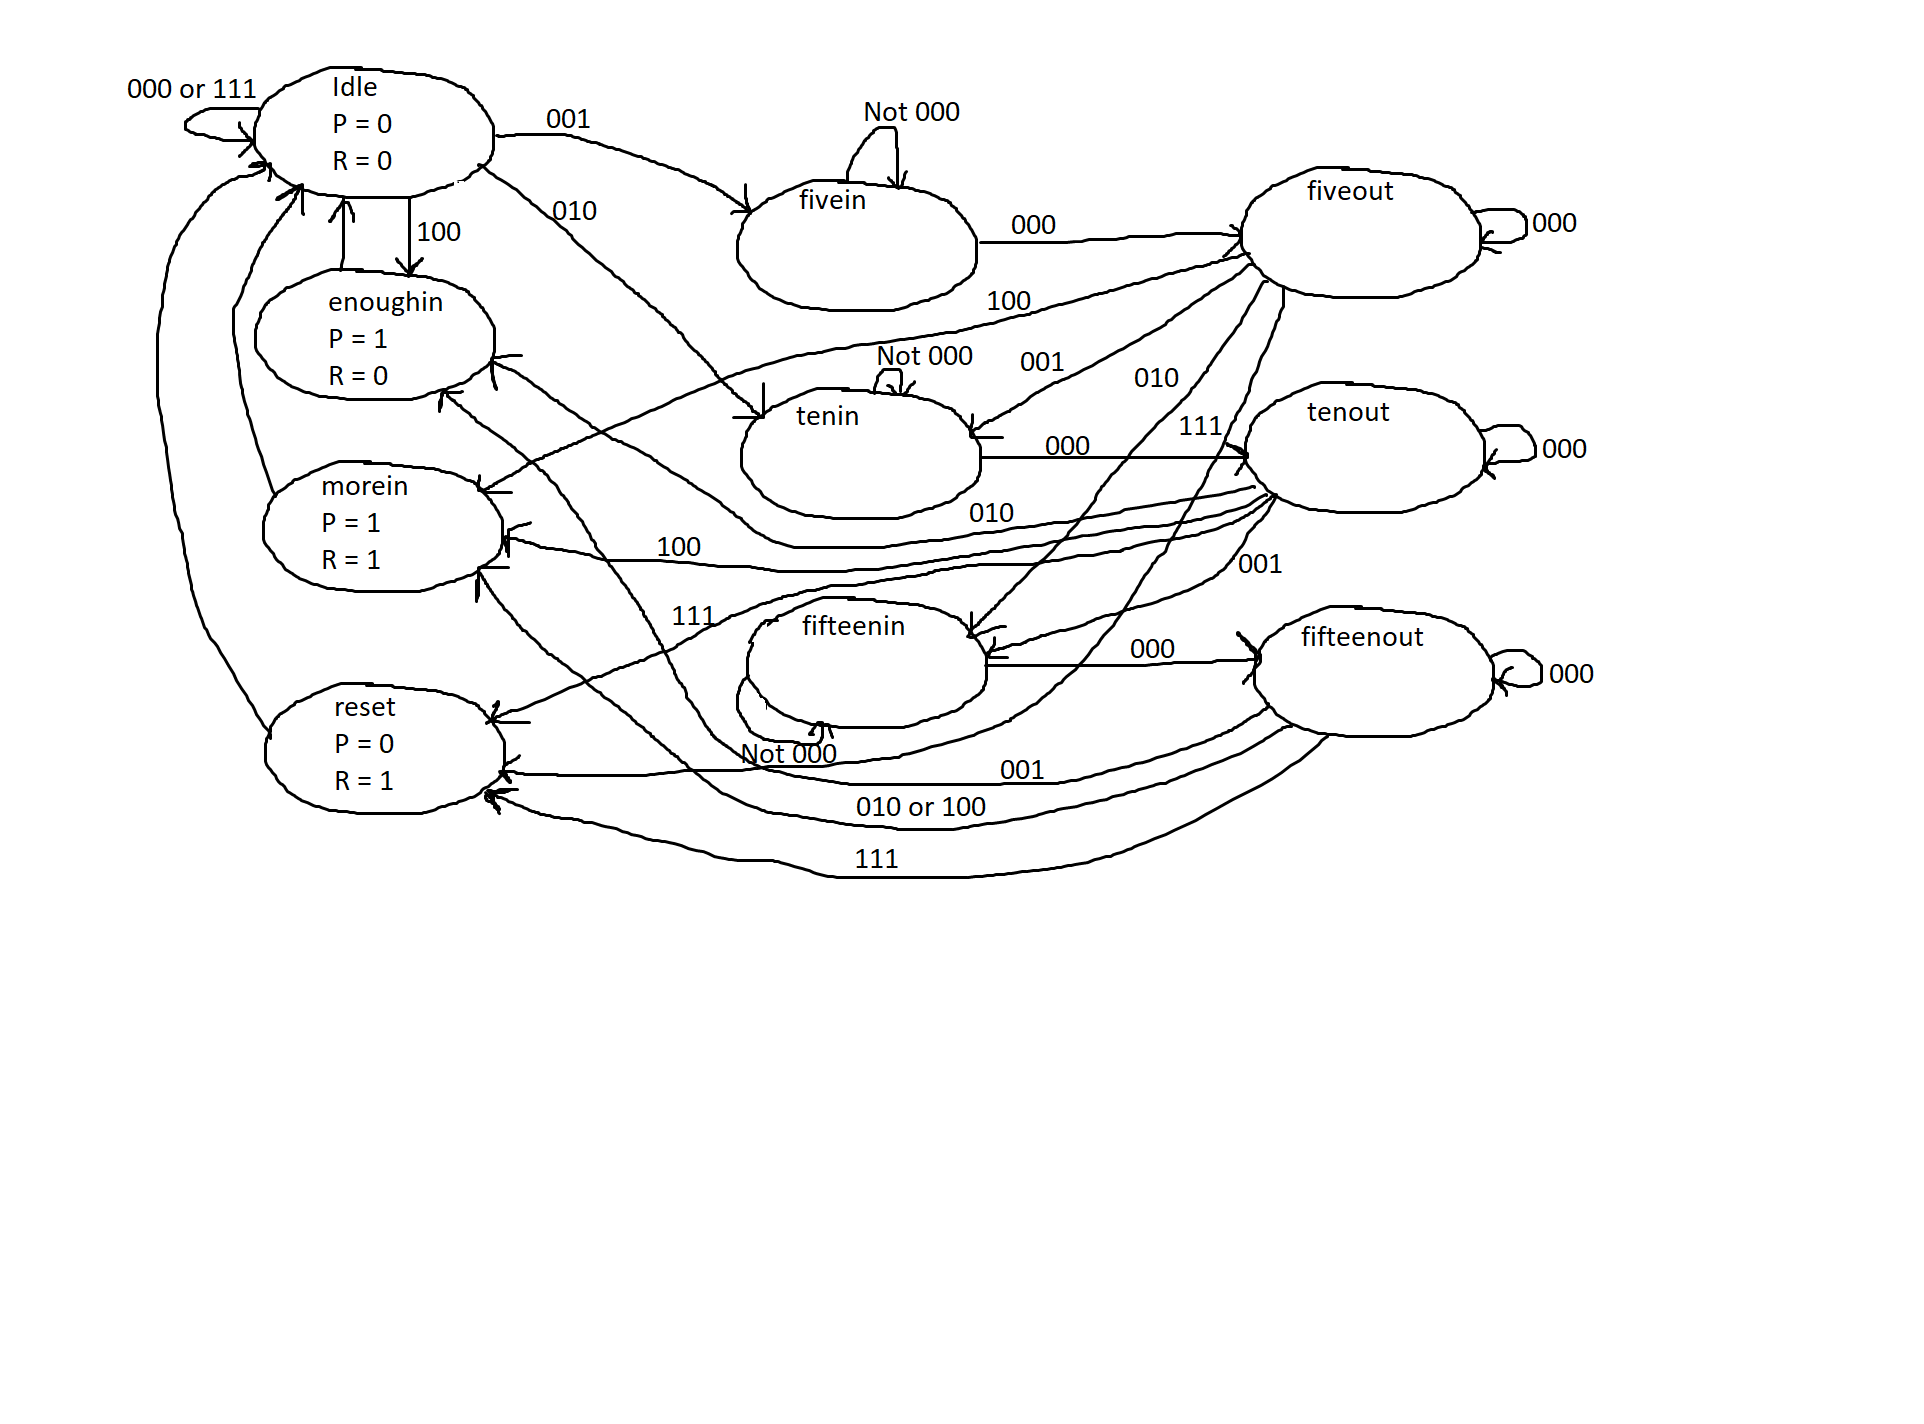 000 or 111
Idle
P = 0
R = 0
001
Not 000
010
100
fivein
000
fiveout
000
enoughin
P = 1
R = 0
100
001
010
Not 000
tenin
000
111
tenout
000
morein
P = 1
R = 1
010
100
001
111
fifteenin
000
fifteenout
000
reset
P = 0
R = 1
Not 000
001
010 or 100
111